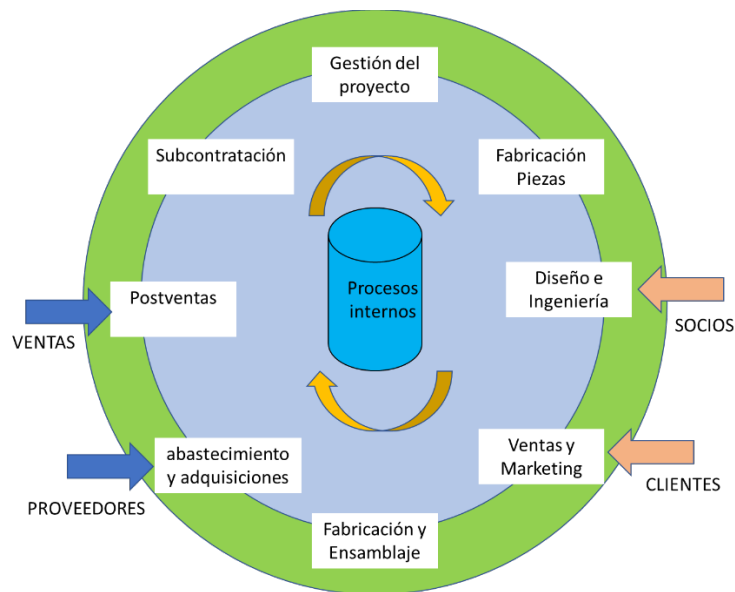 Gestión del
proyecto
Subcontratación
Fabricación
Piezas
Procesos
internos
Postventas
Diseño e
Ingeniería
VENTAS
SOCIOS
abastecimiento
y adquisiciones
Ventas y
Marketing
PROVEEDORES
CLIENTES
Fabricación y
Ensamblaje